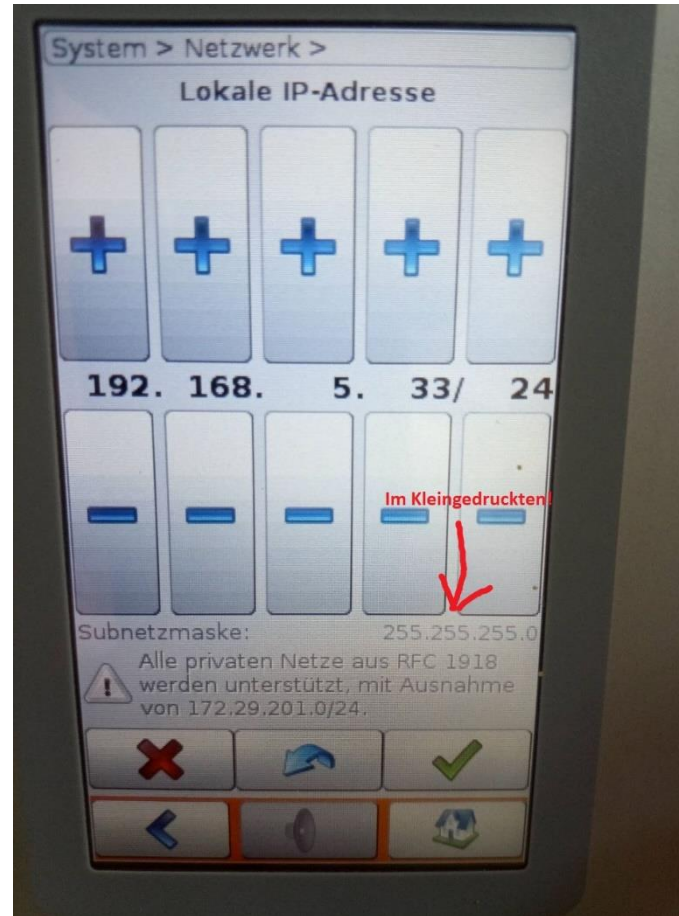 System > Netzwerk >
Lokale IP-Adresse
192. 168. 5. 33/ 24
Im Kleingedruckten!
Subnetzmaske: 255.255.255.0
Alle privaten Netze aus RFC 1918
werden unterstützt, mit Ausnahme
von 172.29.201.0/24.